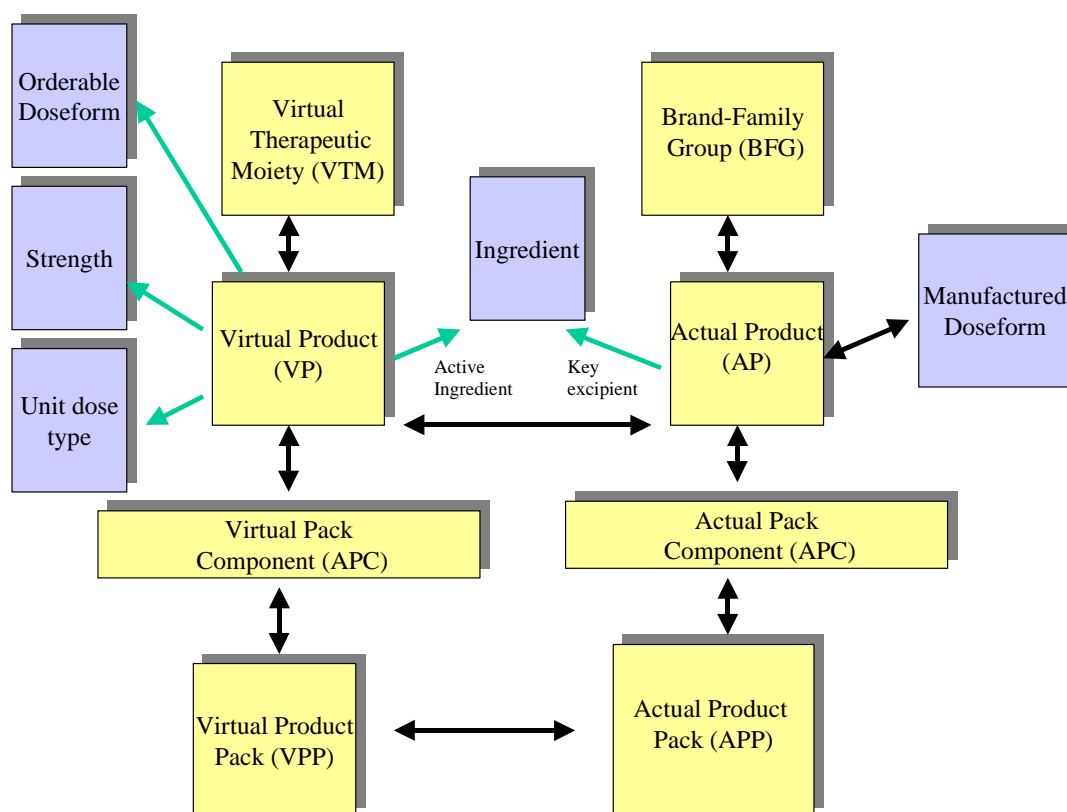 Orderable
Doseform
Virtual
Therapeutic
Moiety (VTM)
Brand-Family
Group (BFG)
Strength
Ingredient
Manufactured
Doseform
Virtual Product
(VP)
Actual Product
(AP)
Active
Ingredient
Key
excipient
Unit dose
type
Virtual Pack
Component (APC)
Actual Pack
Component (APC)
Virtual Product
Pack (VPP)
Actual Product
Pack (APP)